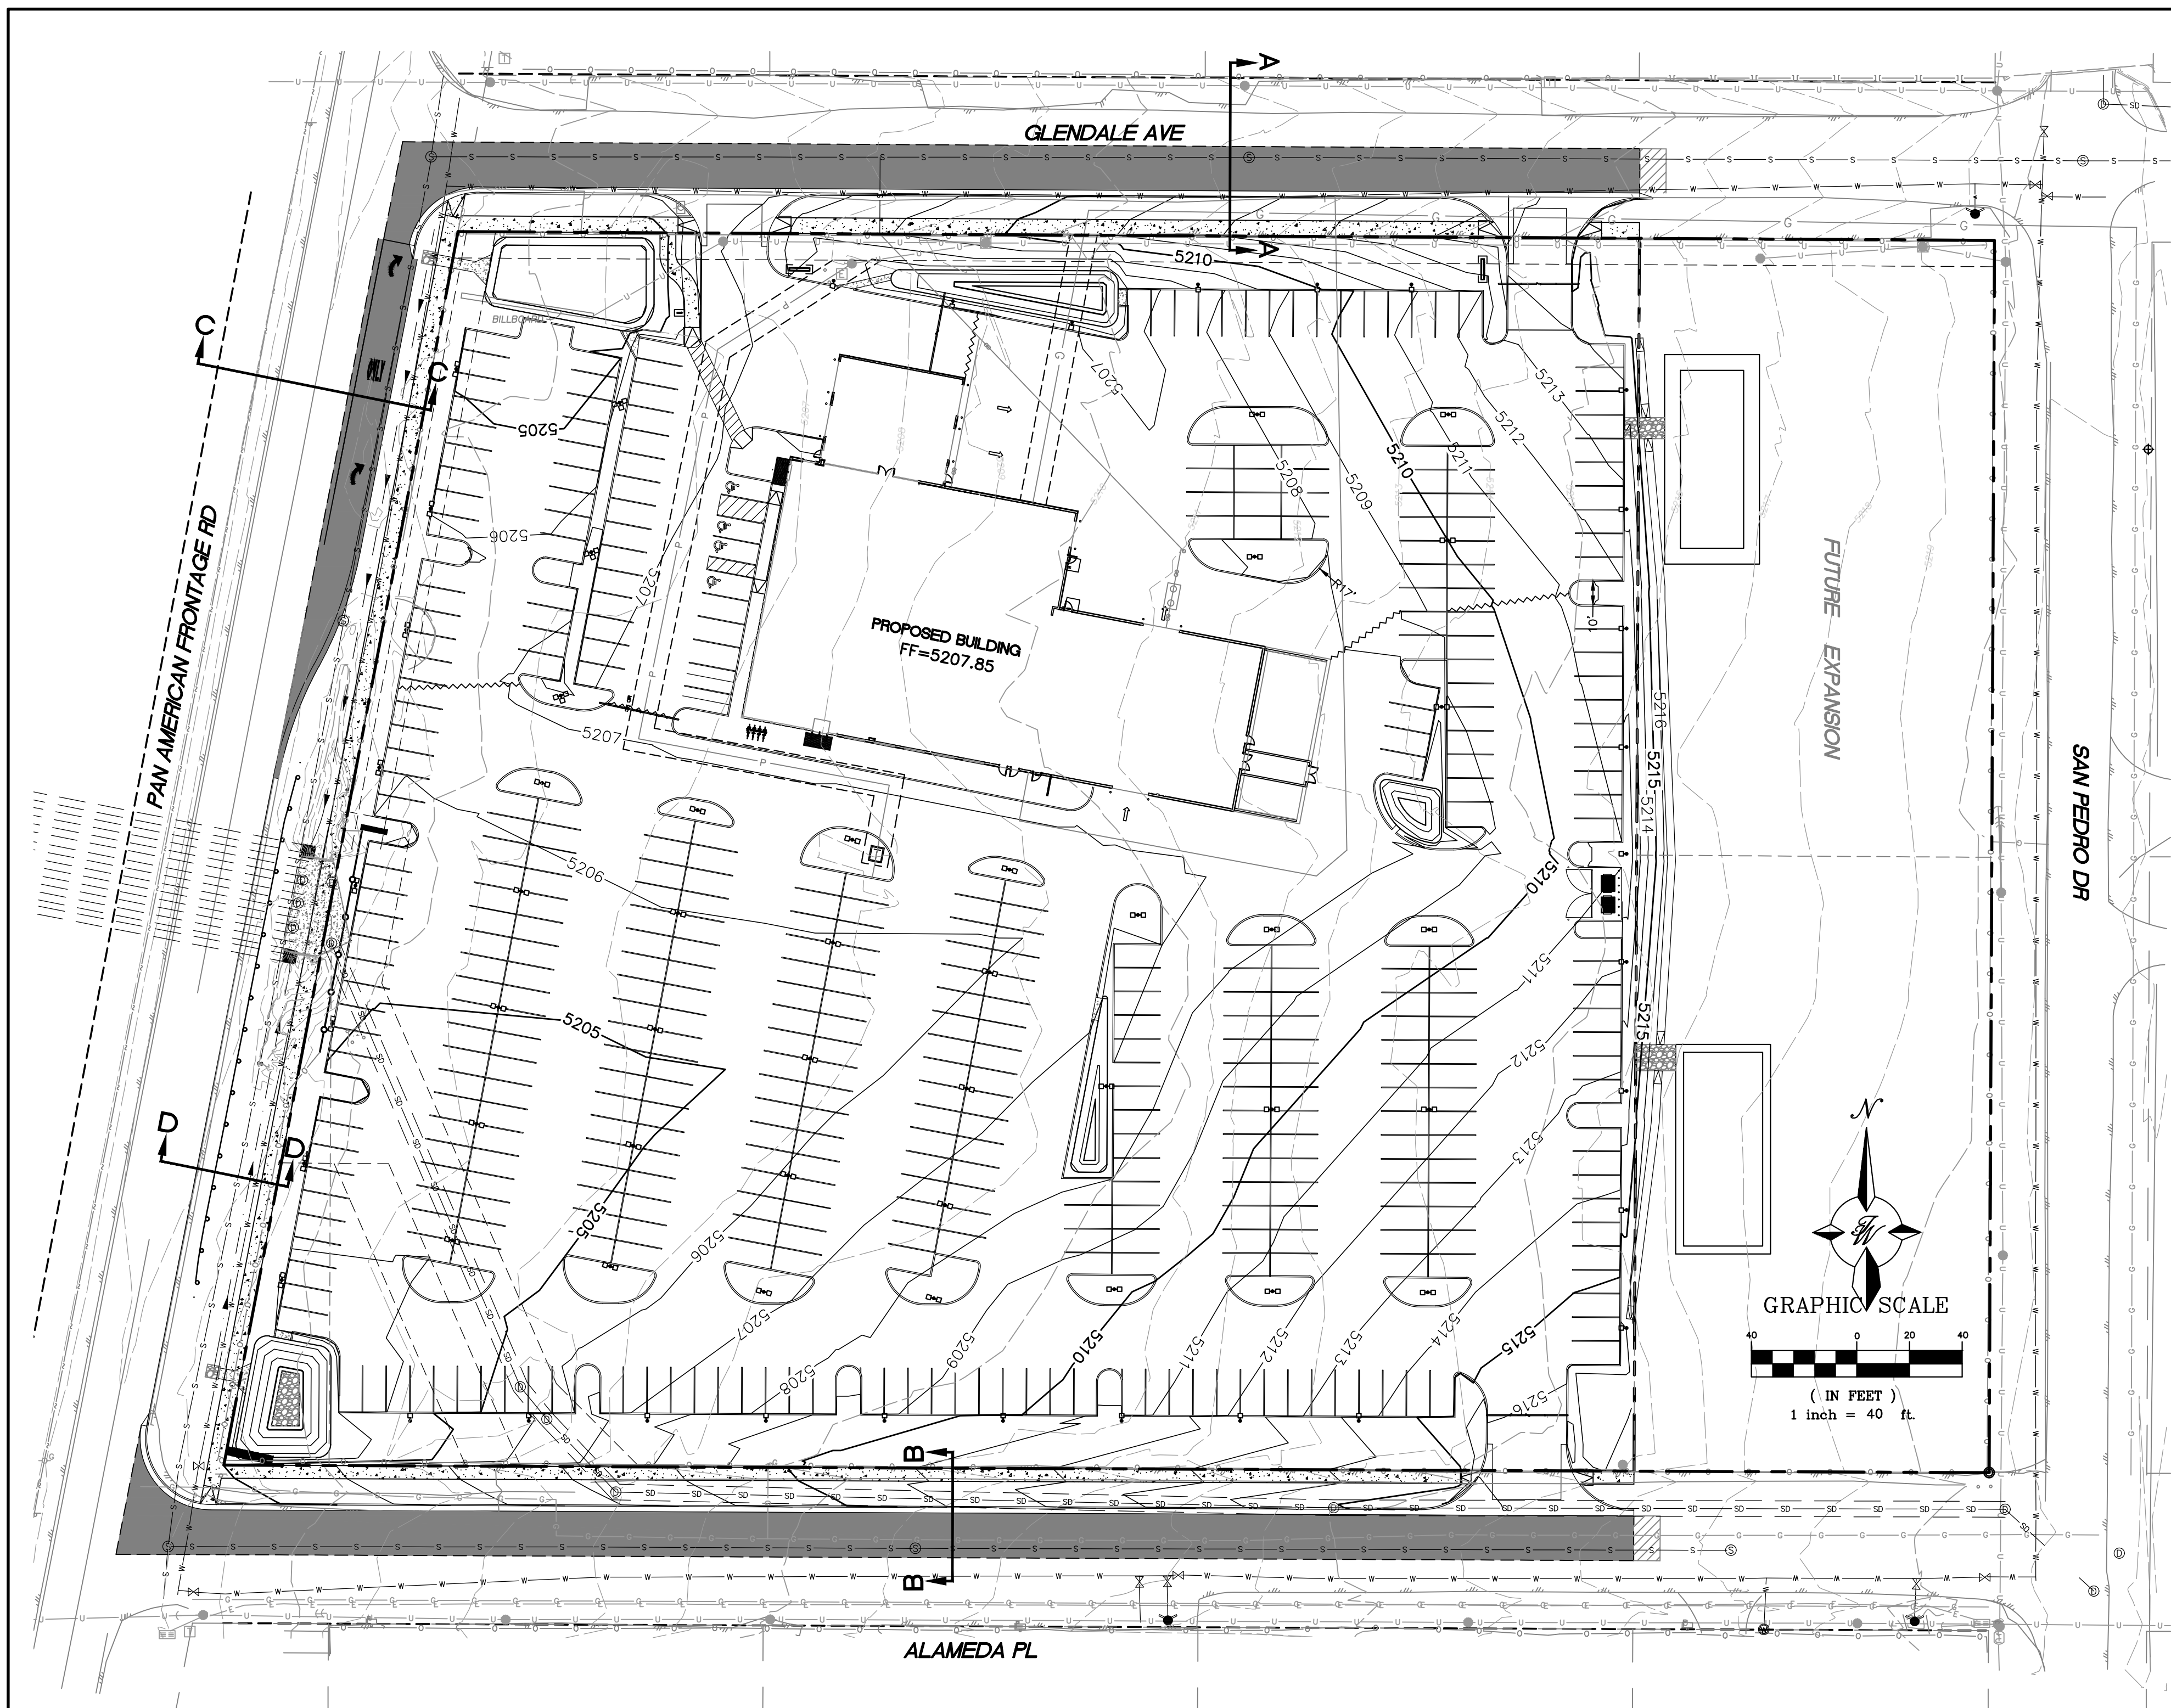 GLENDALE AVE
A
A
5210
BILLBOARD
C
C
5205
5207
5213
5212
5211
5210
5209
5208
5206
5207
R17'
10'
PAN AMERICAN FRONTAGE RD
PROPOSED BUILDING
FF=5207.85
FUTURE EXPANSION
SAN PEDRO DR
5207
5216
5215
5214
5206
5210
5211
5205
5215
5212
D
D
5213
N
JW
5205
5206
5207
5208
5209
5210
5211
5212
5213
5214
5215
5216
GRAPHIC SCALE
40 0 20 40
( IN FEET )
1 inch = 40 ft.
B
B
ALAMEDA PL